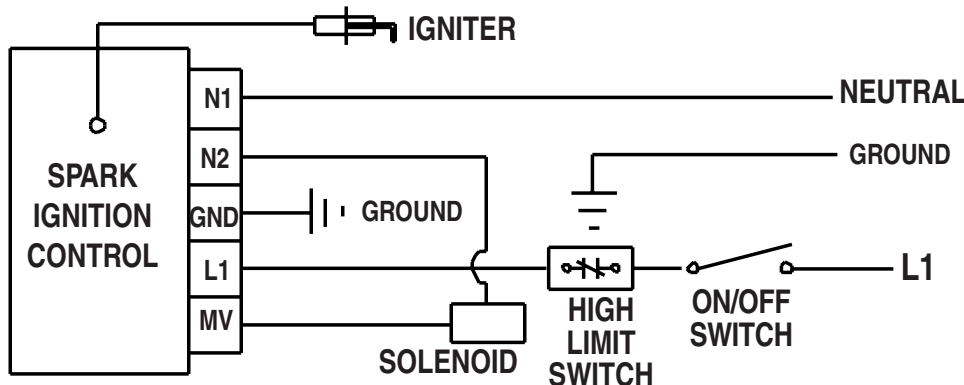 IGNITER
N1
NEUTRAL
N2
GROUND
SPARK
IGNITION
CONTROL
GND
GROUND
L1
L1
MV
HIGH
LIMIT
SWITCH
ON/OFF
SWITCH
SOLENOID